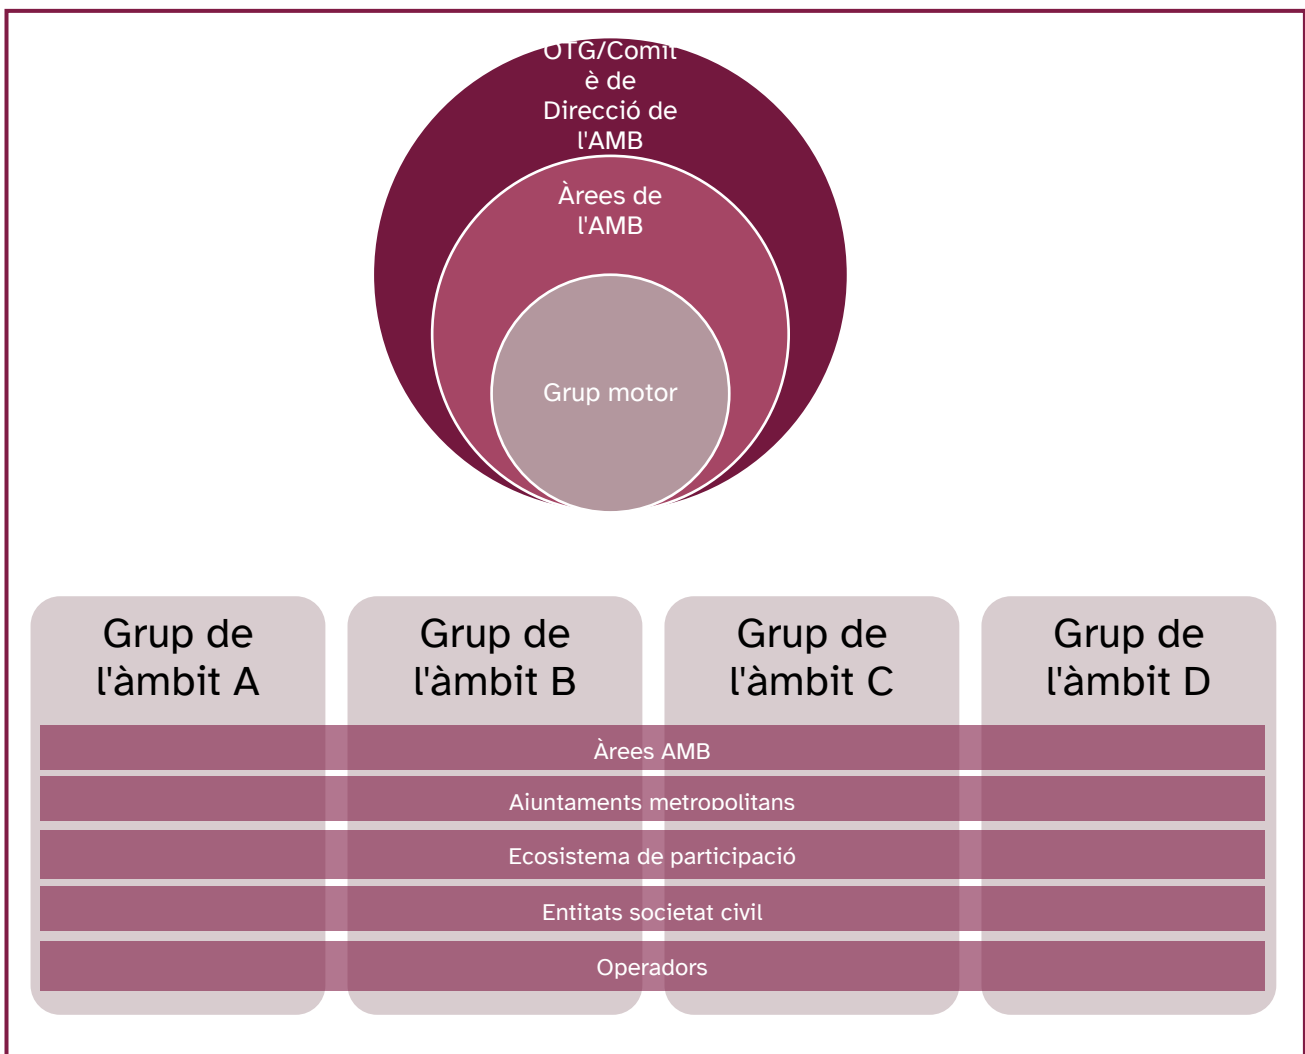 OTG/Comit
è de
Direcció de
l'AMB
Àrees de
l'AMB
Grup motor
Grup de
l'àmbit A
Grup de
l'àmbit B
Grup de
l'àmbit C
Grup de
l'àmbit D
Àrees AMB
Ajuntaments metropolitans
Ecosistema de participació
Entitats societat civil
Operadors